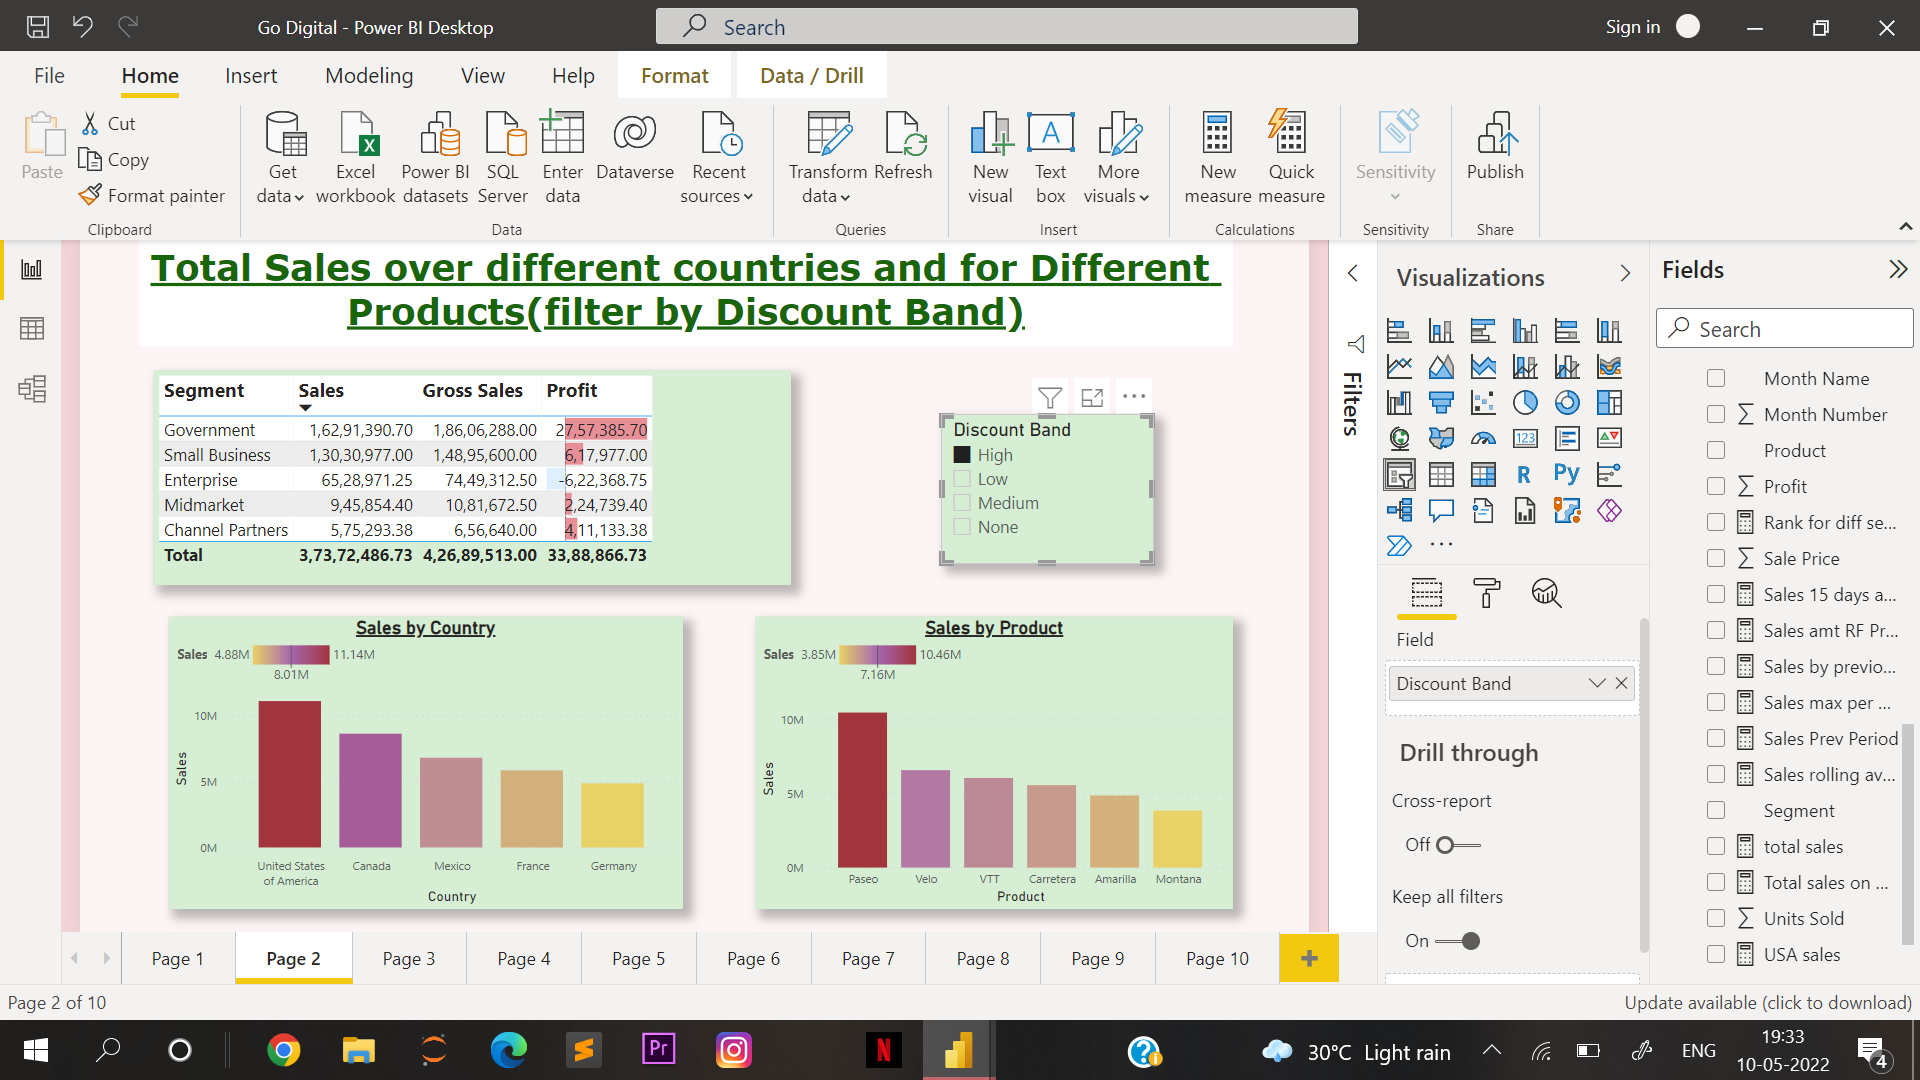 Go Digital - Power BI Desktop
Search
Sign in
File Home Insert Modeling View Help Format Data / Drill
Paste
Cut
Copy
Format painter
Clipboard
Get data
Excel workbook
Power BI datasets
SQL Server
Enter data
Dataverse
Recent sources
Data
Transform data
Refresh
Queries
New visual
Text box
More visuals
Insert
New measure
Quick measure
Calculations
Sensitivity
Sensitivity
Publish
Share
Total Sales over different countries and for Different
Products(filter by Discount Band)
Segment Sales Gross Sales Profit
Government 1,62,91,390.70 1,86,06,288.00 27,57,385.70
Small Business 1,30,30,977.00 1,48,95,600.00 6,17,977.00
Enterprise 65,28,971.25 74,49,312.50 -6,22,368.75
Midmarket 9,45,854.40 10,81,672.50 2,24,739.40
Channel Partners 5,75,293.38 6,56,640.00 4,11,133.38
Total 3,73,72,486.73 4,26,89,513.00 33,88,866.73
Discount Band
High
Low
Medium
None
Sales by Country
Sales 4.88M 11.14M
8.01M
10M
5M
0M
Sales
United States of America
Canada
Mexico
France
Germany
Country
Sales by Product
Sales 3.85M 10.46M
7.16M
10M
5M
0M
Sales
Paseo
Velo
VTT
Carretera
Amarilla
Montana
Product
Filters
Visualizations
R
Py
123
Field
Discount Band
Drill through
Cross-report
Off
Keep all filters
On
Fields
Search
Month Name
Month Number
Product
Profit
Rank for diff se...
Sale Price
Sales 15 days a...
Sales amt RF Pr...
Sales by previo...
Sales max per ...
Sales Prev Period
Sales rolling av...
Segment
total sales
Total sales on ...
Units Sold
USA sales
Page 1 Page 2 Page 3 Page 4 Page 5 Page 6 Page 7 Page 8 Page 9 Page 10
Page 2 of 10
Update available (click to download)
Pr
N
30°C Light rain
ENG
19:33
10-05-2022
4